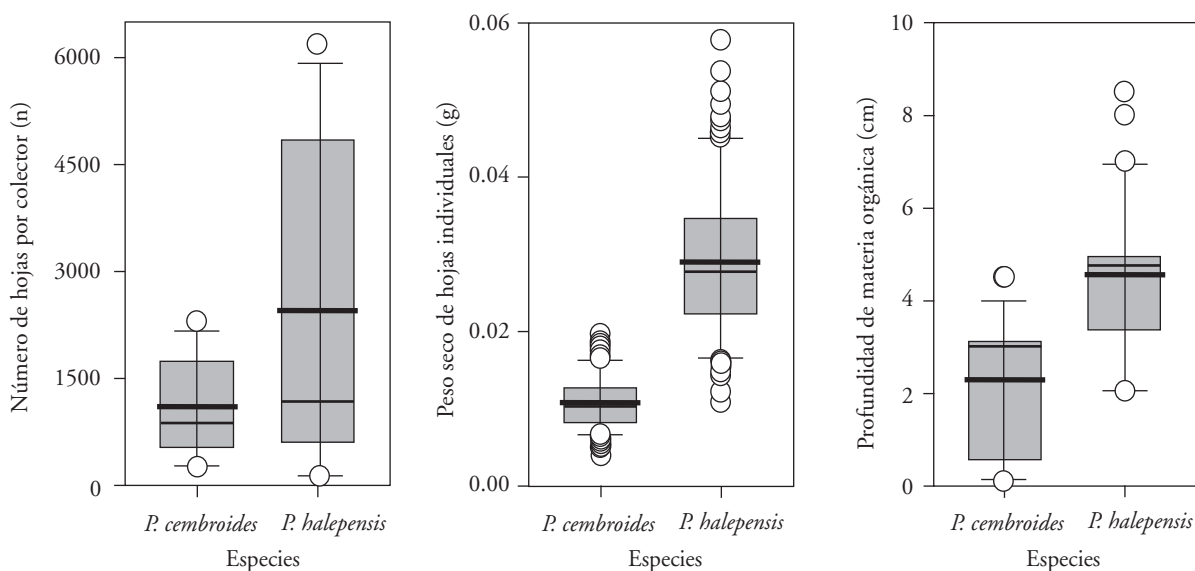 Número de hojas por colector (n)
6000
4500
3000
1500
0
P. cembroides
P. halepensis
Especies
Peso seco de hojas individuales (g)
0.06
0.04
0.02
0.00
P. cembroides
P. halepensis
Especies
Profundidad de materia orgánica (cm)
10
8
6
4
2
0
P. cembroides
P. halepensis
Especies